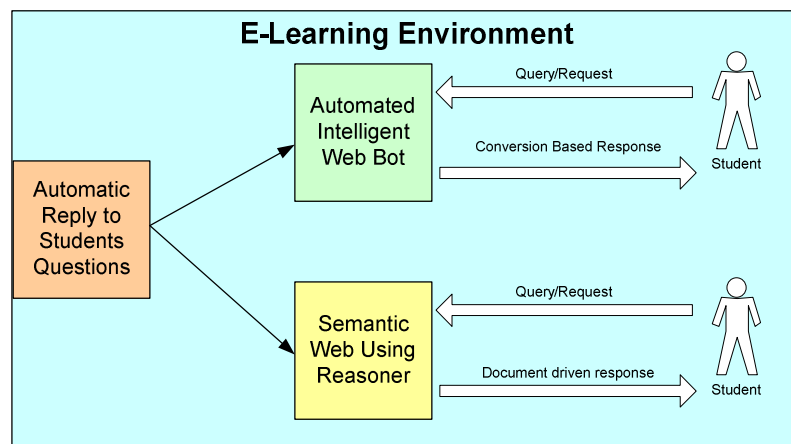 E-Learning Environment
Automatic
Reply to
Students
Questions
Automated
Intelligent
Web Bot
Query/Request
Conversion Based Response
Student
Semantic
Web Using
Reasoner
Query/Request
Document driven response
Student